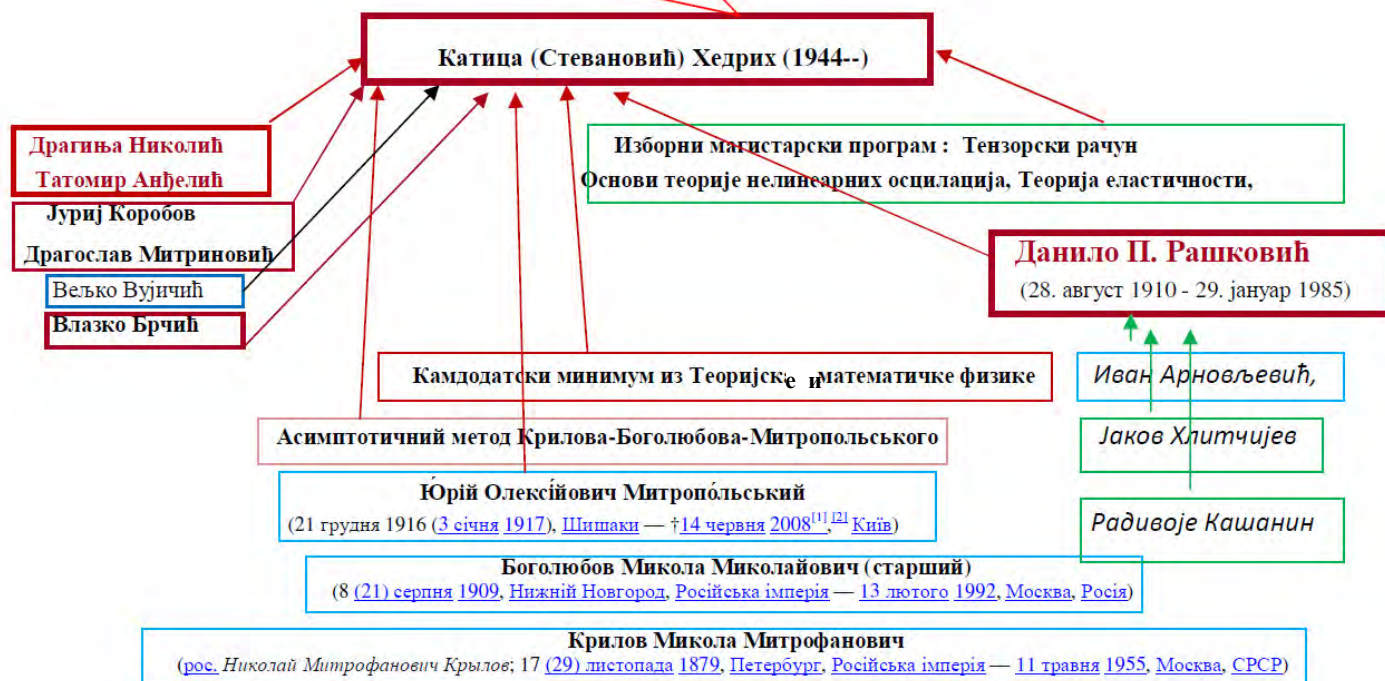 Катица (Стевановић) Хедрих (1944--)
Драгиња Николић
Татомир Анђелић
Јуриј Коробов
Драгослав Митриновић
Вељко Вујичић
Влазко Брчић
Изборни магистарски програм : Тензорски рачун
Основи теорије нелинеарних осцилација, Теорија еластичности,
Данило П. Рашковић
(28. август 1910 - 29. јануар 1985)
Иван Арновљевић,
Јаков Хлитчијев
Радивоје Кашанин
Камдодатски минимум из Теоријске и математичке физике
Асимптотичний метод Крилова-Боголюбова-Митропольського
Ю́рій Олексі́йович Митропо́льський
(21 грудня 1916 (3 січня 1917), Шишаки — †14 червня 2008[1],[2] Київ)
Боголюбов Микола Миколайович (старший)
(8 (21) серпня 1909, Нижній Новгород, Російська імперія — 13 лютого 1992, Москва, Росія)
Крилов Микола Митрофанович
(рос. Николай Митрофанович Крылов; 17 (29) листопада 1879, Петербург, Російська імперія — 11 травня 1955, Москва, СРСР)